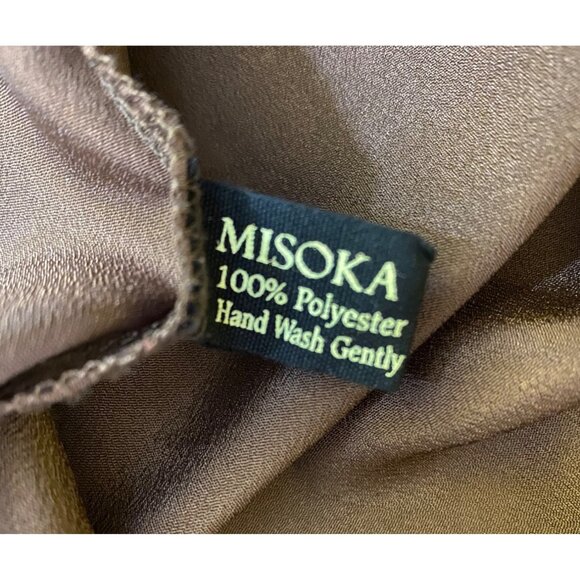 MISOKA
100% Polyester
Hand Wash Gently